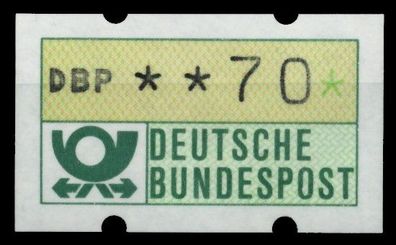 DBP **70*
DEUTSCHE
BUNDESPOST